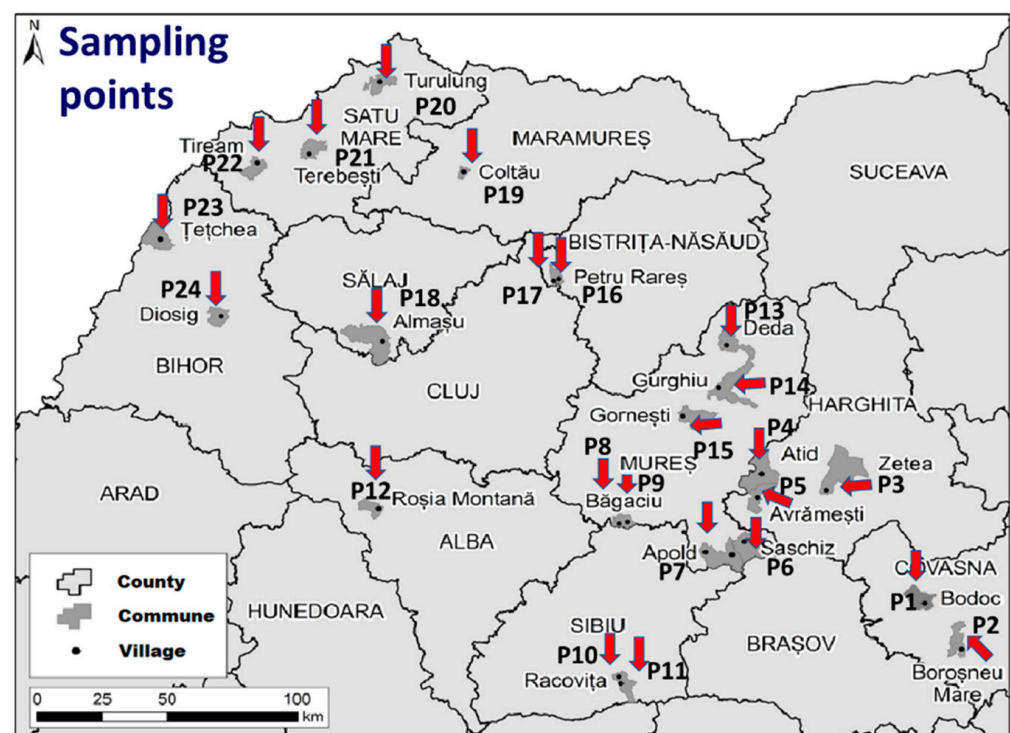 N
Sampling
points
Turulung
P20
SATU
MARE
MARAMUREȘ
SUCEAVA
Tiream
P22
P21
Terebești
Coltău
P19
P23
Țețchea
BISTRIȚA-NĂSĂUD
P17
Petru Rareș
P16
P24
Diosig
SĂLAJ
P18
Almașu
BIHOR
CLUJ
P13
Deda
Gurghiu
P14
Gornești
HARGHITA
P15
P4
Atid
P8
MUREȘ
P9
Băgaciu
Zetea
P3
P5
Avrămești
P12
Roșia Montană
ARAD
ALBA
Apold
P7
Saschiz
P6
COVASNA
P1
Bodoc
P2
Boroșneu
Mare
HUNEDOARA
SIBIU
P10
P11
Racovița
BRAȘOV
County
Commune
Village
0 25 50 100
km